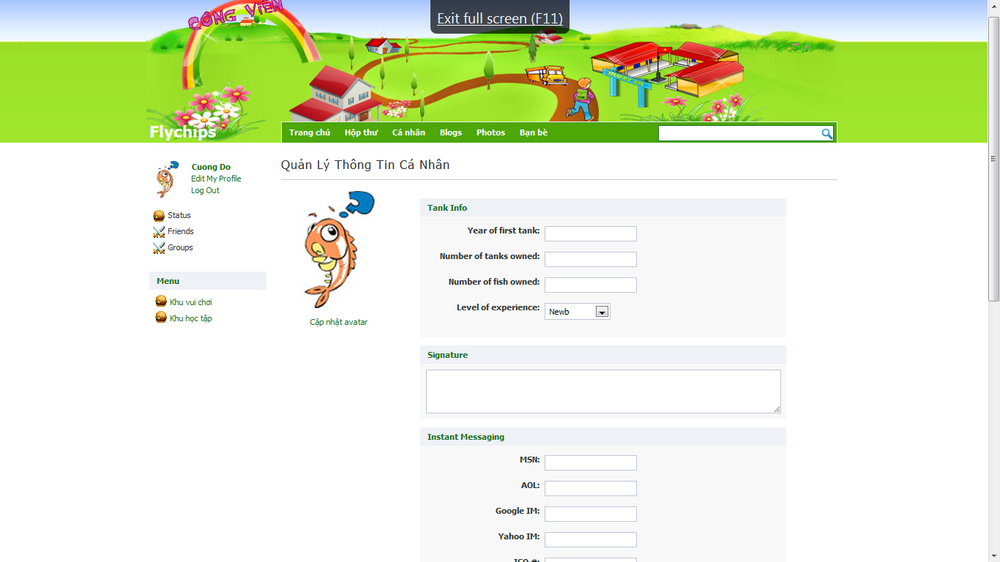 CÔNG VIÊN
Exit full screen (F11)
Flychips
Trang chủ Hộp thư Cá nhân Blogs Photos Bạn bè
Quản Lý Thông Tin Cá Nhân
Cuong Do
Edit My Profile
Log Out
Status
Friends
Groups
Menu
Khu vui chơi
Khu học tập
Cập nhật avatar
Tank Info
Year of first tank:
Number of tanks owned:
Number of fish owned:
Level of experience: Newb
Signature
Instant Messaging
MSN:
AOL:
Google IM:
Yahoo IM:
ICQ #: